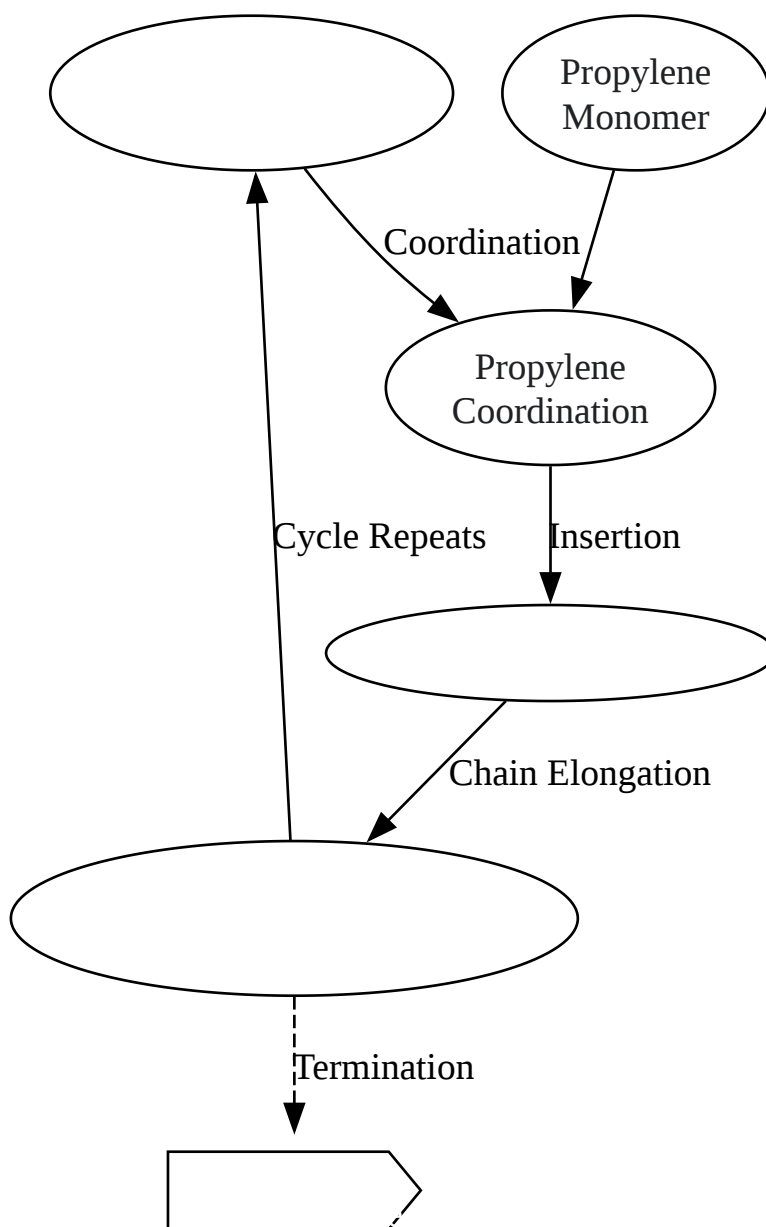 Propylene
Monomer
Coordination
Propylene
Coordination
Cycle Repeats
Insertion
Chain Elongation
Termination